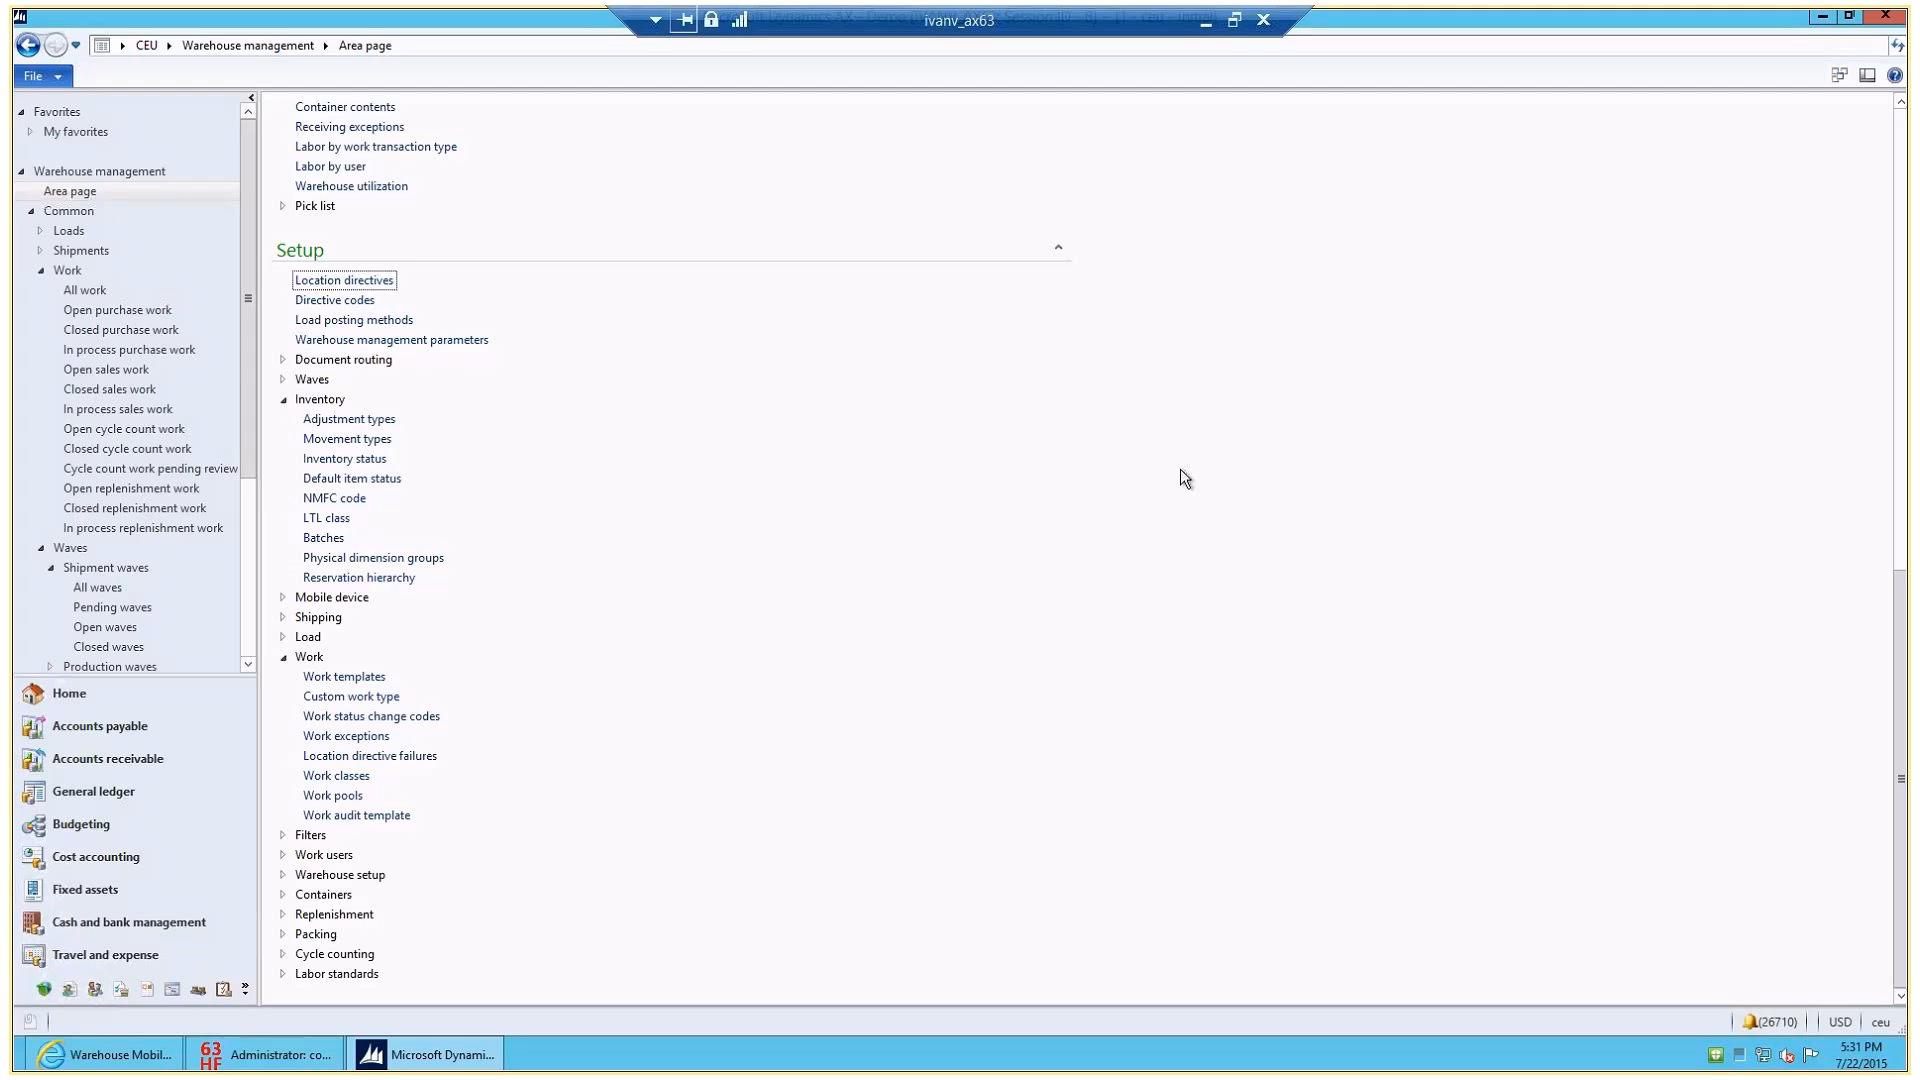 ivanv_ax63
CEU
Warehouse management
Area page
File
Favorites
My favorites
Warehouse management
Area page
Common
Loads
Shipments
Work
All work
Open purchase work
Closed purchase work
In process purchase work
Open sales work
Closed sales work
In process sales work
Open cycle count work
Closed cycle count work
Cycle count work pending review
Open replenishment work
Closed replenishment work
In process replenishment work
Waves
Shipment waves
All waves
Pending waves
Open waves
Closed waves
Production waves
Home
Accounts payable
Accounts receivable
General ledger
Budgeting
Cost accounting
Fixed assets
Cash and bank management
Travel and expense
Container contents
Receiving exceptions
Labor by work transaction type
Labor by user
Warehouse utilization
Pick list
Setup
Location directives
Directive codes
Load posting methods
Warehouse management parameters
Document routing
Waves
Inventory
Adjustment types
Movement types
Inventory status
Default item status
NMFC code
LTL class
Batches
Physical dimension groups
Reservation hierarchy
Mobile device
Shipping
Load
Work
Work templates
Custom work type
Work status change codes
Work exceptions
Location directive failures
Work classes
Work pools
Work audit template
Filters
Work users
Warehouse setup
Containers
Replenishment
Packing
Cycle counting
Labor standards
(26710)
USD
ceu
Warehouse Mobil...
63 HF
Administrator: co...
Microsoft Dynami...
5:31 PM
7/22/2015